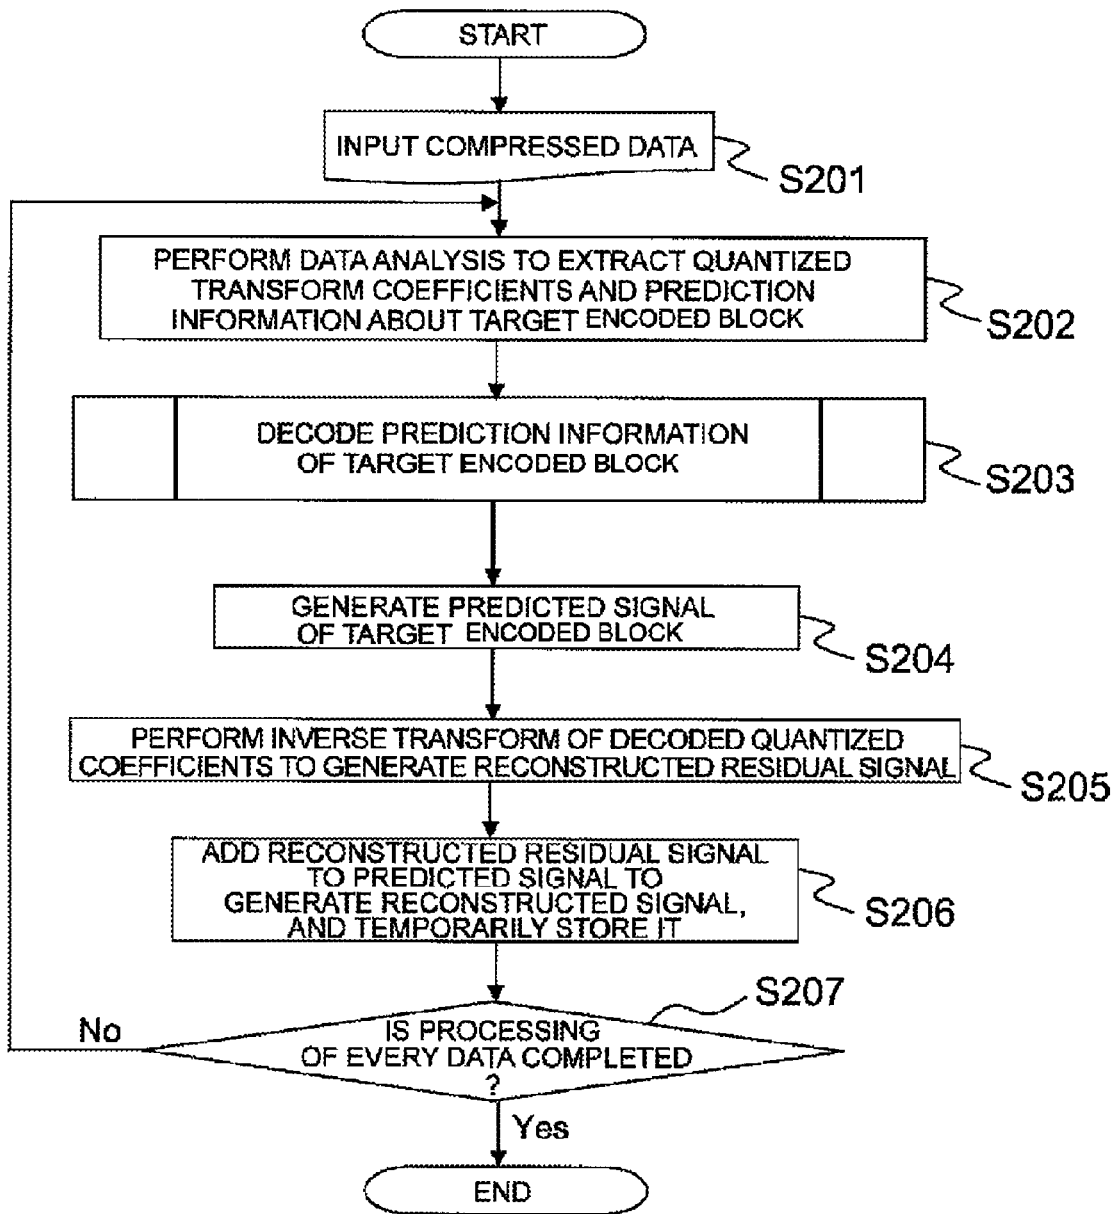 START
INPUT COMPRESSED DATA
S201
PERFORM DATA ANALYSIS TO EXTRACT QUANTIZED
TRANSFORM COEFFICIENTS AND PREDICTION
INFORMATION ABOUT TARGET ENCODED BLOCK
S202
DECODE PREDICTION INFORMATION
OF TARGET ENCODED BLOCK
S203
GENERATE PREDICTED SIGNAL
OF TARGET ENCODED BLOCK
S204
PERFORM INVERSE TRANSFORM OF DECODED QUANTIZED
COEFFICIENTS TO GENERATE RECONSTRUCTED RESIDUAL SIGNAL
S205
ADD RECONSTRUCTED RESIDUAL SIGNAL
TO PREDICTED SIGNAL TO
GENERATE RECONSTRUCTED SIGNAL,
AND TEMPORARILY STORE IT
S206
S207
No
IS PROCESSING
OF EVERY DATA COMPLETED
?
Yes
END